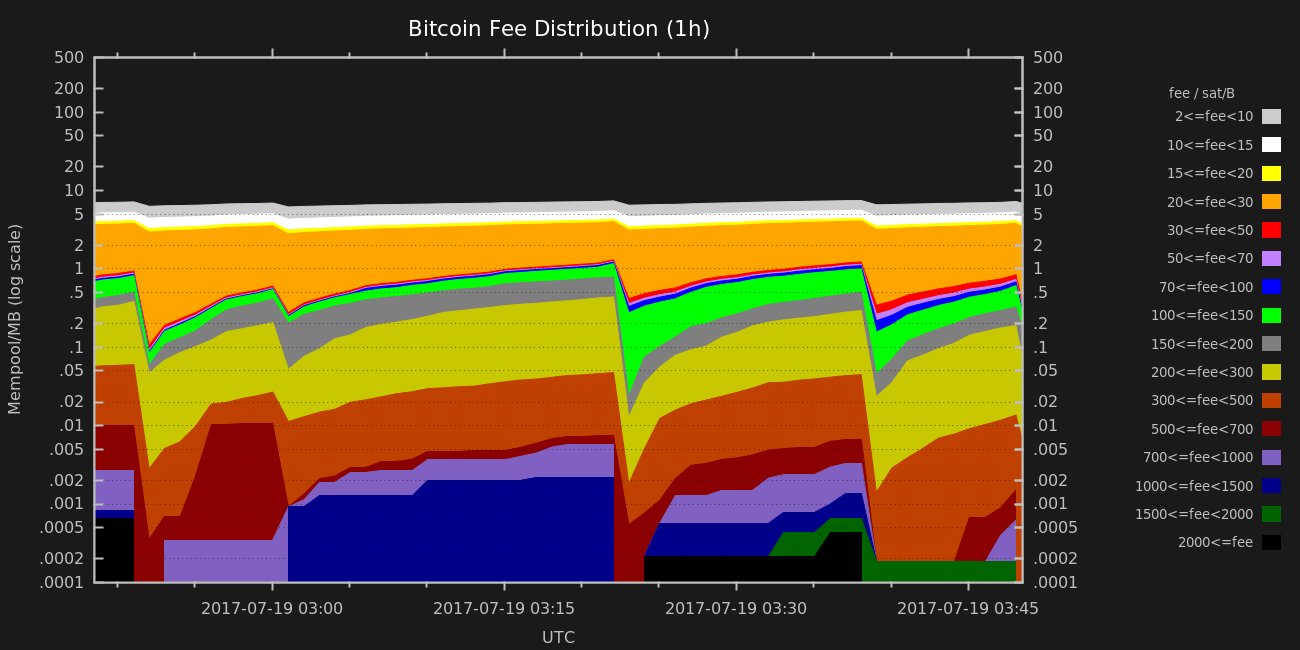 Bitcoin Fee Distribution (1h)
500
200
100
50
20
10
5
2
1
.5
.2
.1
.05
.02
.01
.005
.002
.001
.0005
.0002
.0001
Mempool/MB (log scale)
500
200
100
50
20
10
5
2
1
.5
.2
.1
.05
.02
.01
.005
.002
.001
.0005
.0002
.0001
fee / sat/B
2<=fee<10
10<=fee<15
15<=fee<20
20<=fee<30
30<=fee<50
50<=fee<70
70<=fee<100
100<=fee<150
150<=fee<200
200<=fee<300
300<=fee<500
500<=fee<700
700<=fee<1000
1000<=fee<1500
1500<=fee<2000
2000<=fee
2017-07-19 03:00 2017-07-19 03:15 2017-07-19 03:30 2017-07-19 03:45
UTC